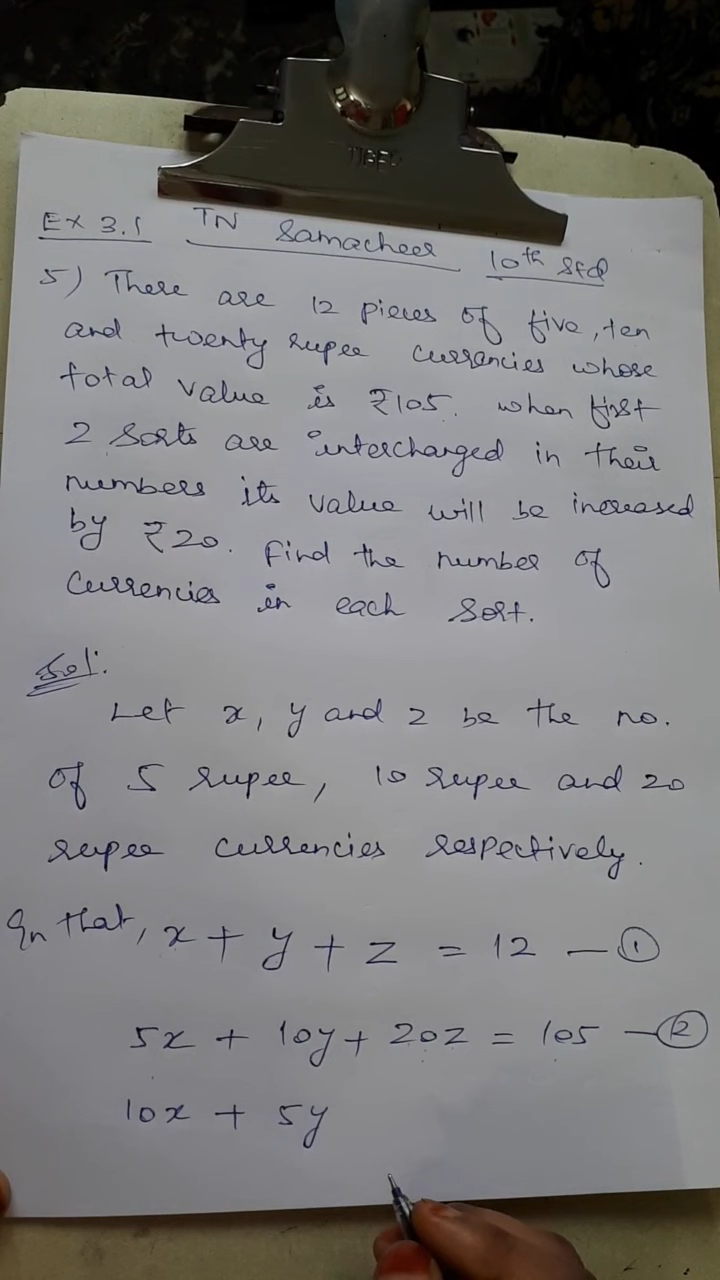 TIGER
Ex 3.1 TN Samacheer 10th Std
5) There are 12 pieces of five, ten
and twenty rupee currencies whose
total value is ₹105. when first
2 sorts are interchanged in their
numbers its value will be increased
by ₹20. Find the number of
currencies in each sort.
Sol:
Let x, y and z be the no.
of 5 rupee, 10 rupee and 20
rupee currencies respectively.
In that, x + y + z = 12 — ①
5x + 10y + 20z = 105 — ②
10x + 5y